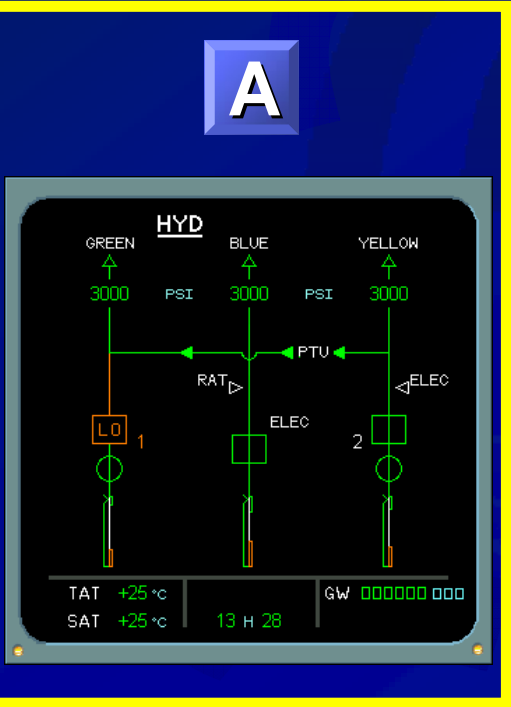 A
HYD
GREEN BLUE YELLOW
3000 PSI 3000 PSI 3000
PTU
RAT ELEC
LO 1 ELEC 2
TAT +25 °C GW
SAT +25 °C 13 H 28